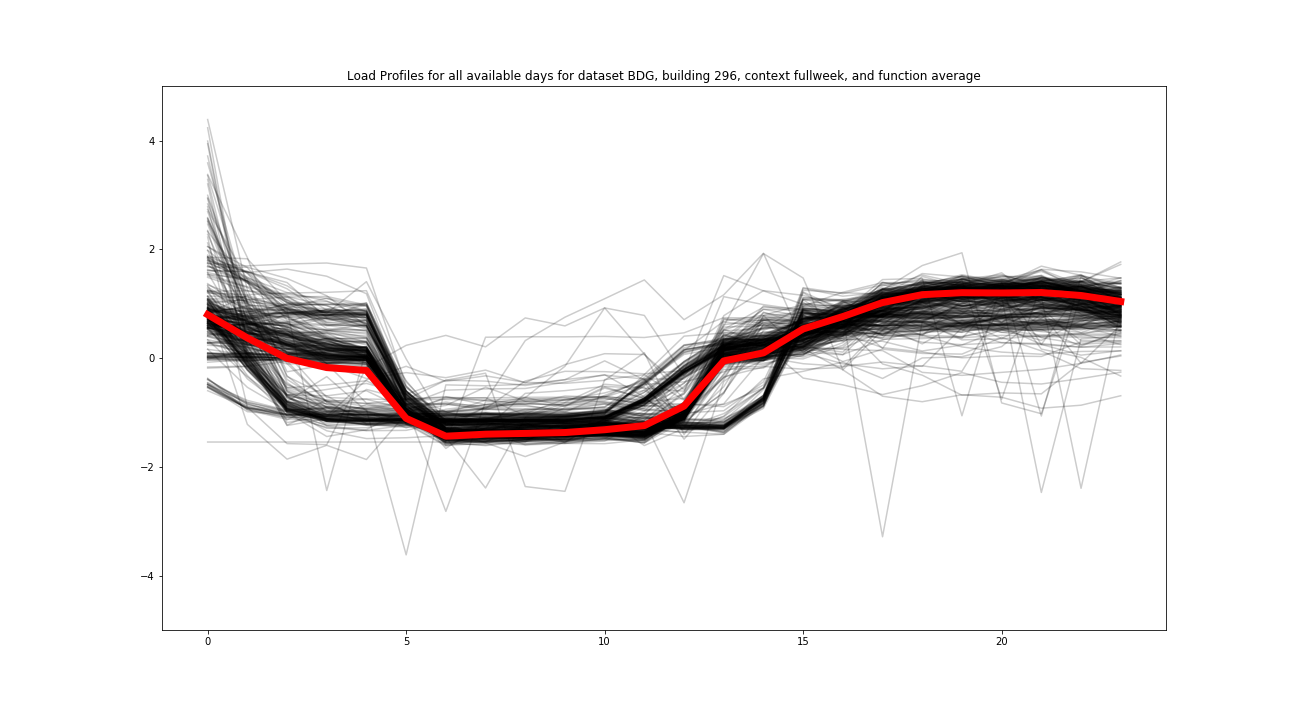 Load Profiles for all available days for dataset BDG, building 296, context fullweek, and function average
4
2
0
−2
−4
0 5 10 15 20